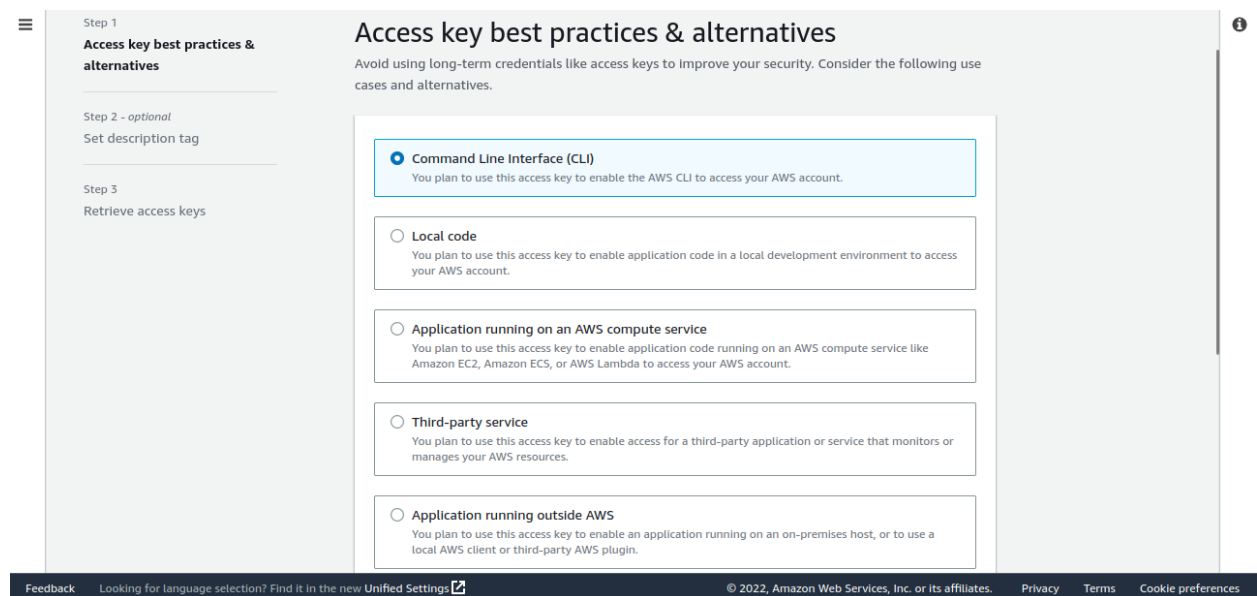 Step 1
Access key best practices &
alternatives
Step 2 - optional
Set description tag
Step 3
Retrieve access keys
Access key best practices & alternatives
Avoid using long-term credentials like access keys to improve your security. Consider the following use
cases and alternatives.
Command Line Interface (CLI)
You plan to use this access key to enable the AWS CLI to access your AWS account.
Local code
You plan to use this access key to enable application code in a local development environment to access
your AWS account.
Application running on an AWS compute service
You plan to use this access key to enable application code running on an AWS compute service like
Amazon EC2, Amazon ECS, or AWS Lambda to access your AWS account.
Third-party service
You plan to use this access key to enable access for a third-party application or service that monitors or
manages your AWS resources.
Application running outside AWS
You plan to use this access key to enable an application running on an on-premises host, or to use a
local AWS client or third-party AWS plugin.
Feedback Looking for language selection? Find it in the new Unified Settings © 2022, Amazon Web Services, Inc. or its affiliates. Privacy Terms Cookie preferences